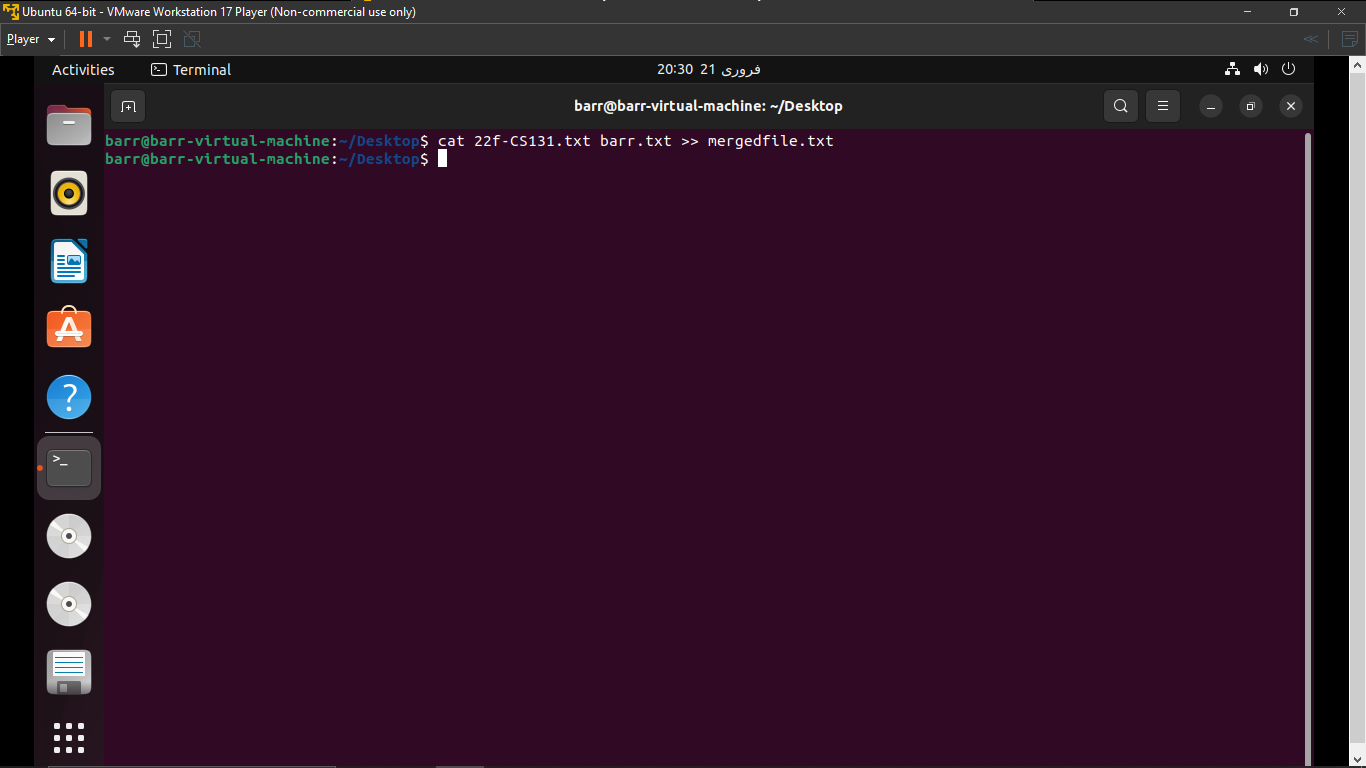 Ubuntu 64-bit - VMware Workstation 17 Player (Non-commercial use only)
Player
Activities
Terminal
20:30 21 فروری
barr@barr-virtual-machine: ~/Desktop
barr@barr-virtual-machine:~/Desktop$ cat 22f-CS131.txt barr.txt >> mergedfile.txt
barr@barr-virtual-machine:~/Desktop$